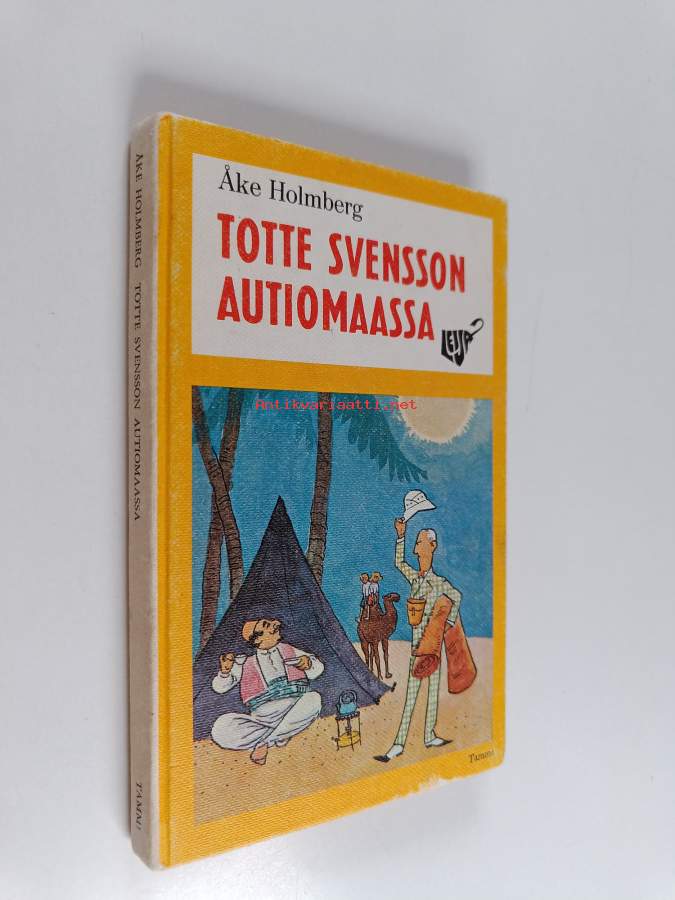 Åke Holmberg
TOTTE SVENSSON
AUTIOMAASSA
LEIJA
Antikvariaatti.net
Tammi
ÅKE HOLMBERG TOTTE SVENSSON AUTIOMAASSA TAMMI